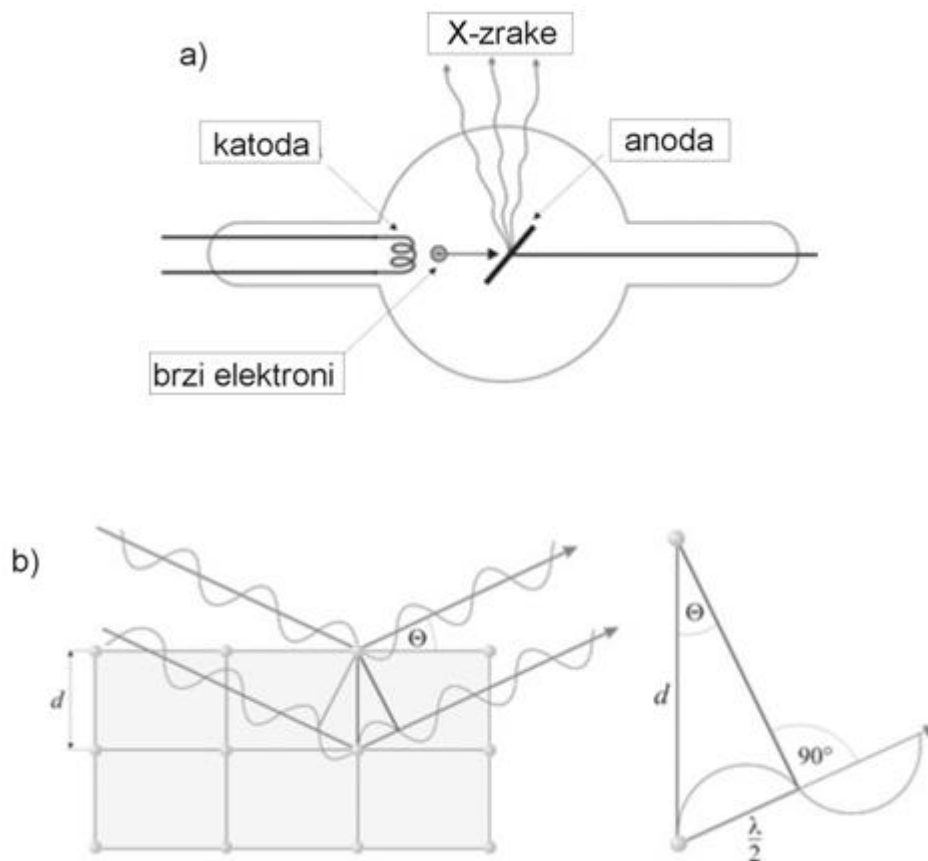 a)
X-zrake
katoda
anoda
brzi elektroni
b)
Θ
d
Θ
d
90°
λ/2